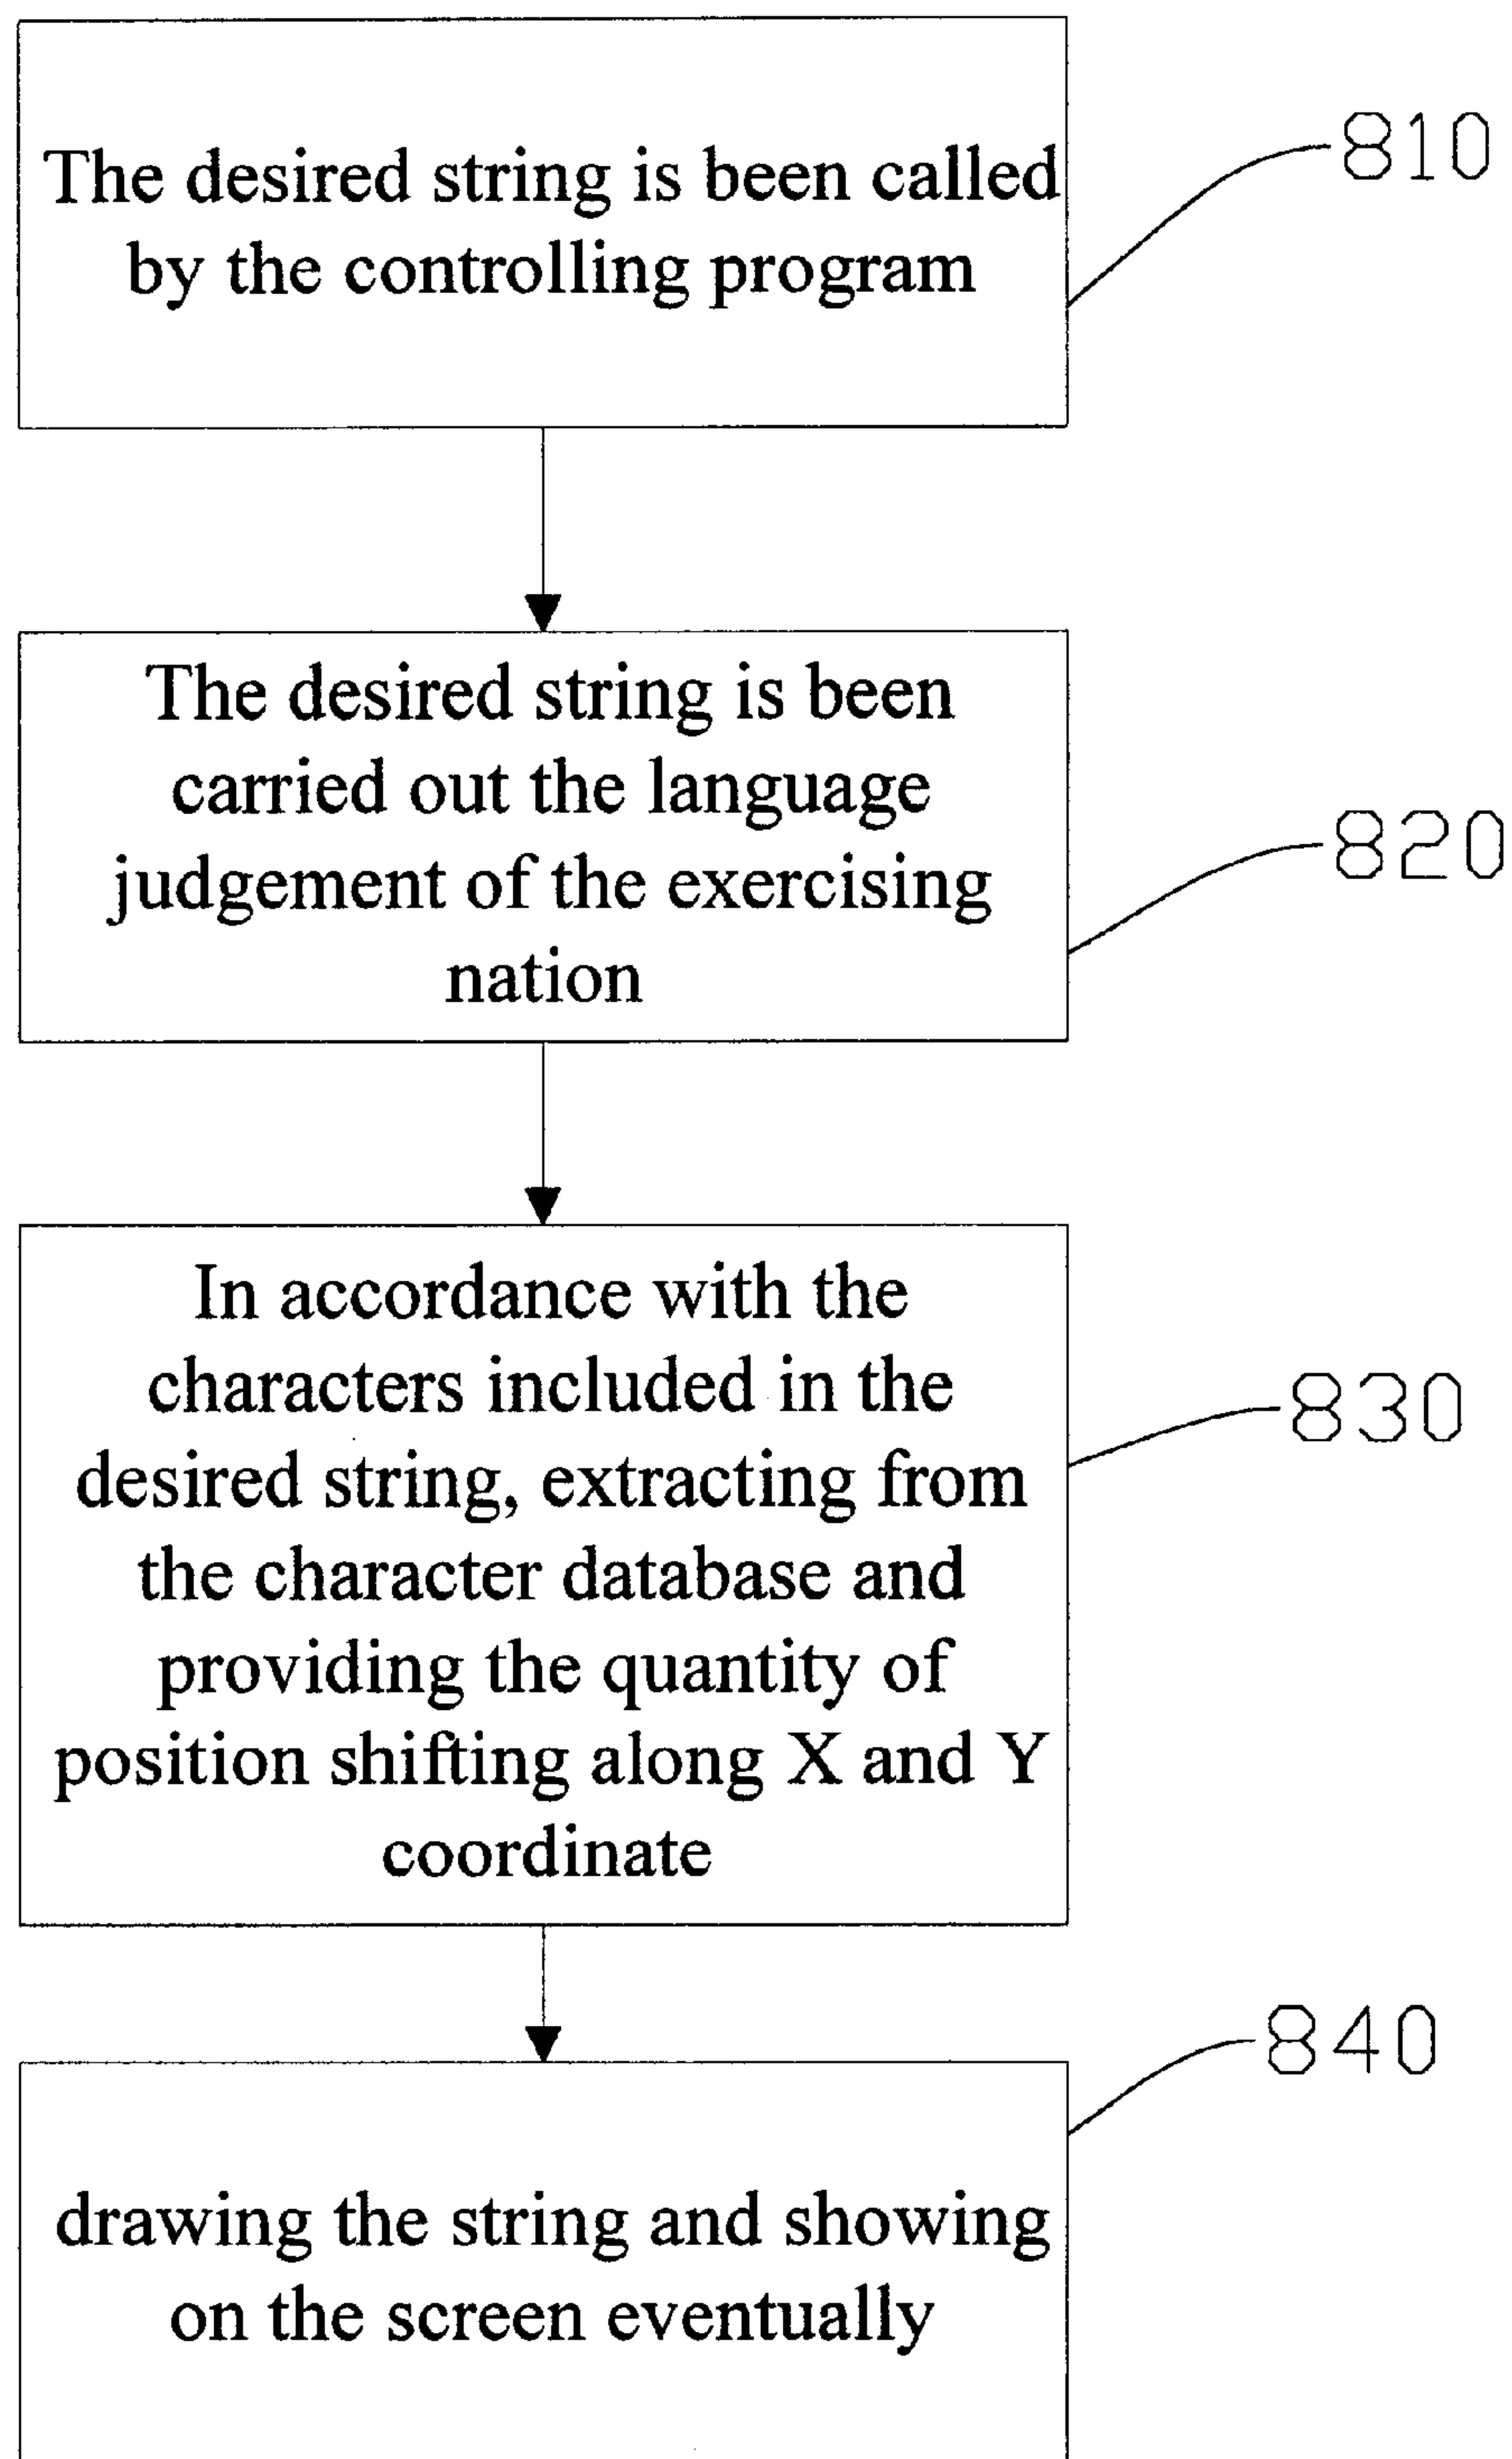 The desired string is been called
by the controlling program
810
The desired string is been
carried out the language
judgement of the exercising
nation
820
In accordance with the
characters included in the
desired string, extracting from
the character database and
providing the quantity of
position shifting along X and Y
coordinate
830
840
drawing the string and showing
on the screen eventually